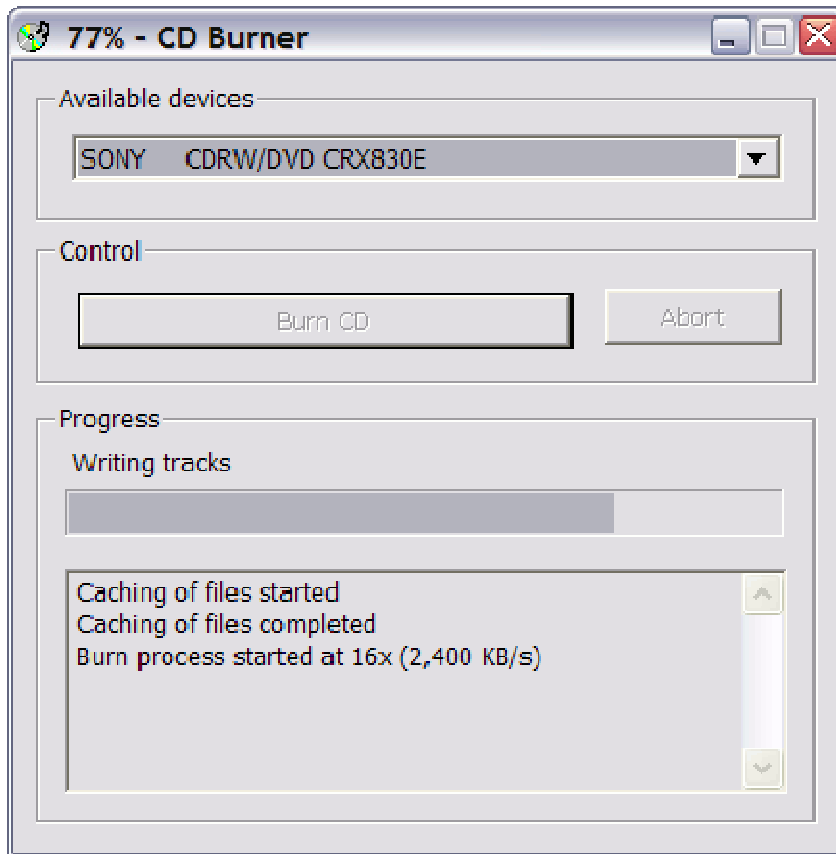 77% - CD Burner
Available devices
SONY CDRW/DVD CRX830E
Control
Burn CD Abort
Progress
Writing tracks
Caching of files started
Caching of files completed
Burn process started at 16x (2,400 KB/s)